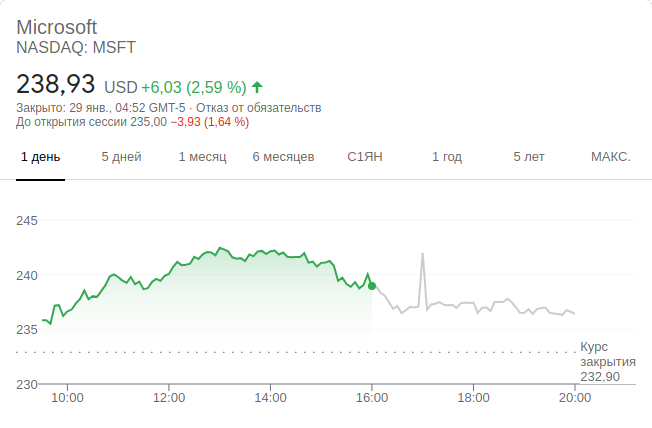 Microsoft
NASDAQ: MSFT
238,93 USD +6,03 (2,59 %)
Закрыто: 29 янв., 04:52 GMT-5 · Отказ от обязательств
До открытия сессии 235,00 −3,93 (1,64 %)
1 день 5 дней 1 месяц 6 месяцев С1ЯН 1 год 5 лет МАКС.
245
240
235
Курс
закрытия
232,90
230
10:00 12:00 14:00 16:00 18:00 20:00